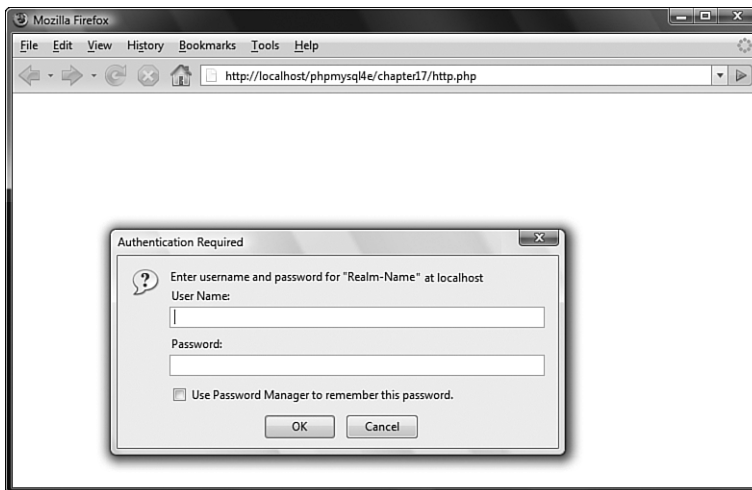 Mozilla Firefox
File Edit View History Bookmarks Tools Help
http://localhost/phpmysql4e/chapter17/http.php
Authentication Required
Enter username and password for "Realm-Name" at localhost
User Name:
Password:
Use Password Manager to remember this password.
OK Cancel